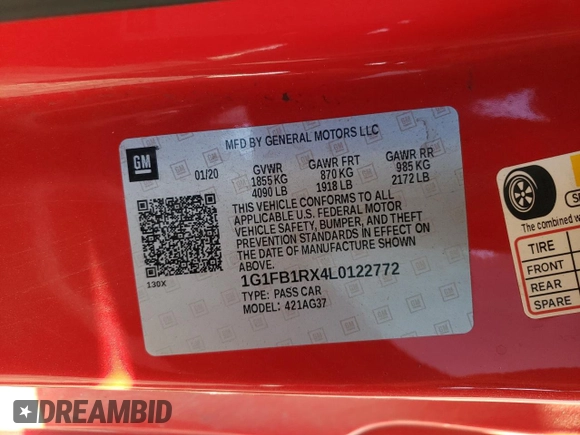 MFD BY GENERAL MOTORS LLC
GM
01/20
GVWR GAWR FRT GAWR RR
1855 KG 870 KG 985 KG
4090 LB 1918 LB 2172 LB
THIS VEHICLE CONFORMS TO ALL
APPLICABLE U.S. FEDERAL MOTOR
VEHICLE SAFETY, BUMPER, AND THEFT
PREVENTION STANDARDS IN EFFECT ON
THE DATE OF MANUFACTURE SHOWN
ABOVE.
130X
1G1FB1RX4L0122772
TYPE: PASS CAR
MODEL: 421AG37
The combined w
TIRE
FRONT
REAR
SPARE
DREAMBID